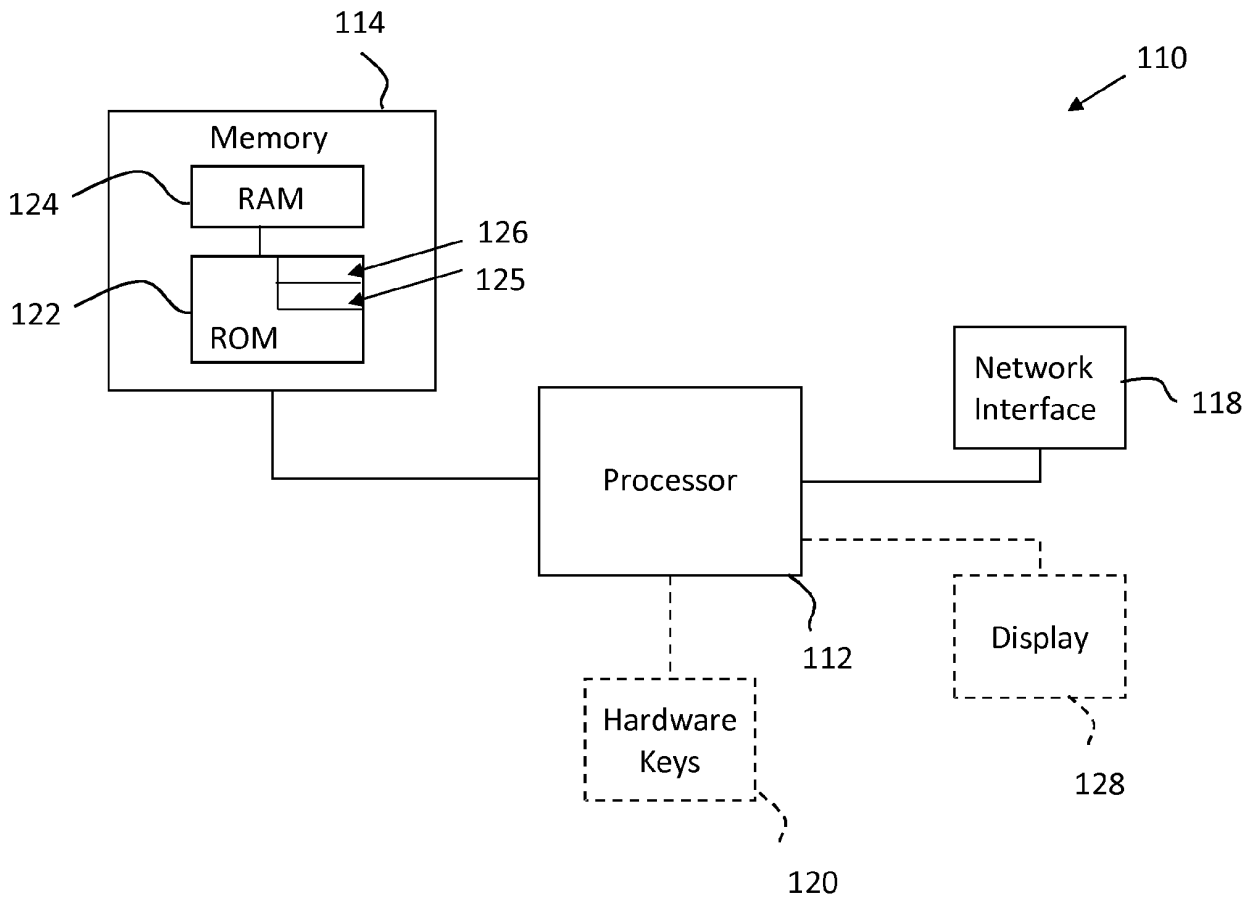 114
110
Memory
124
RAM
126
125
122
ROM
Network
Interface
118
Processor
112
Display
Hardware
Keys
128
120